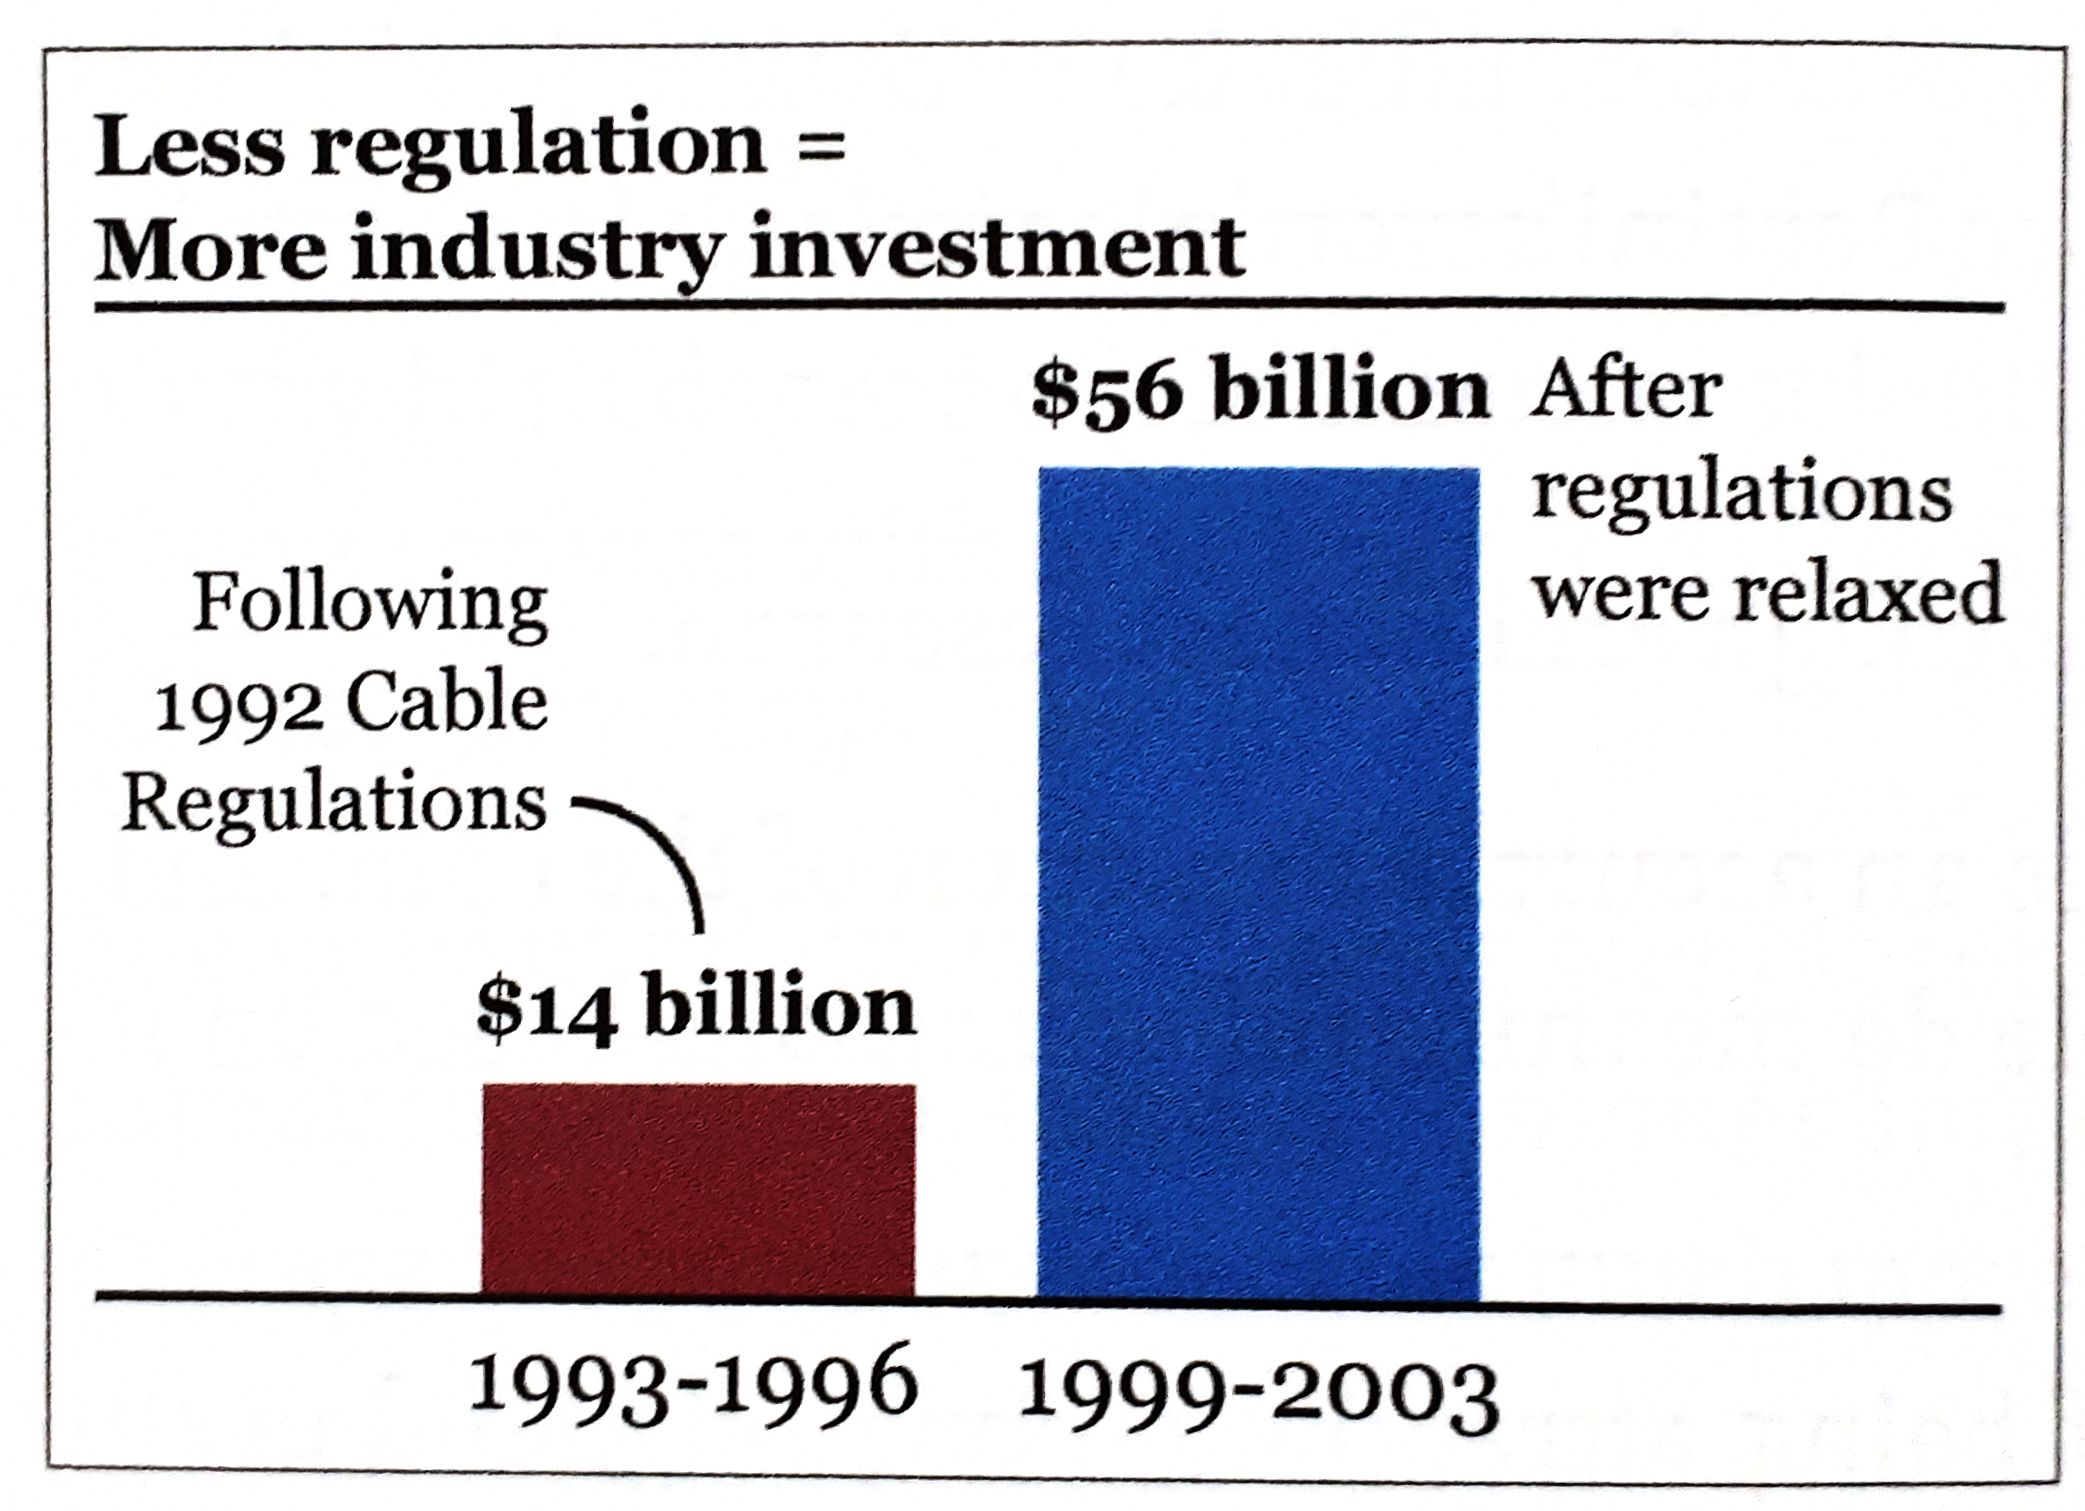 Less regulation =
More industry investment
$56 billion
After
regulations
were relaxed
Following
1992 Cable
Regulations
$14 billion
1993-1996
1999-2003